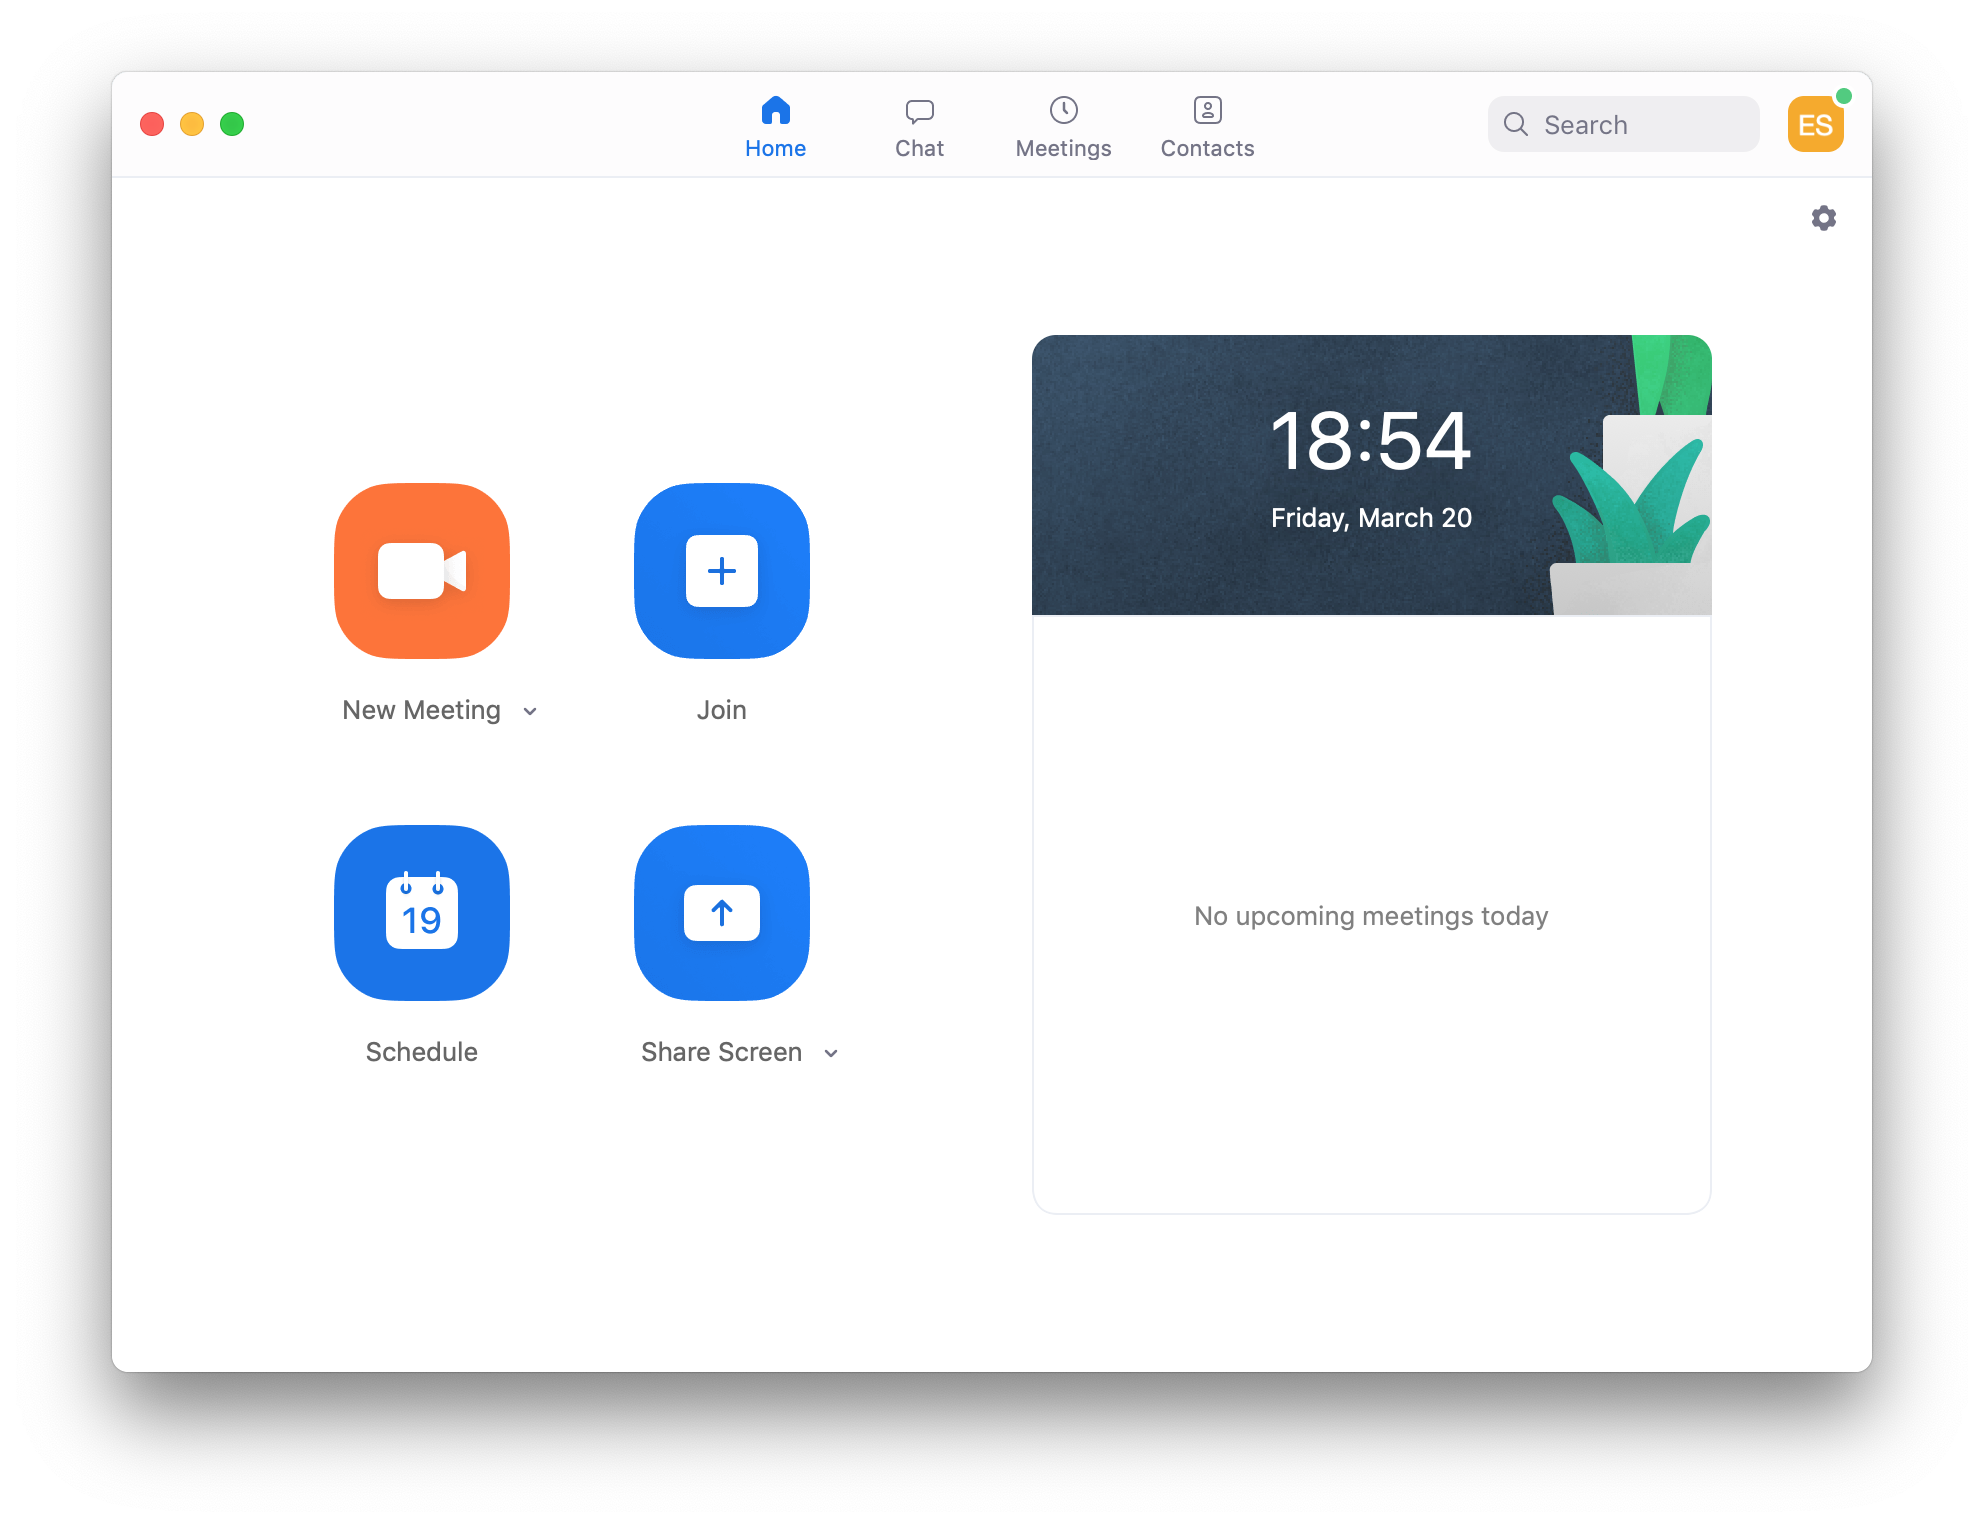 Home
Chat
Meetings
Contacts
Search
ES
18:54
Friday, March 20
New Meeting
Join
19
Schedule
Share Screen
No upcoming meetings today